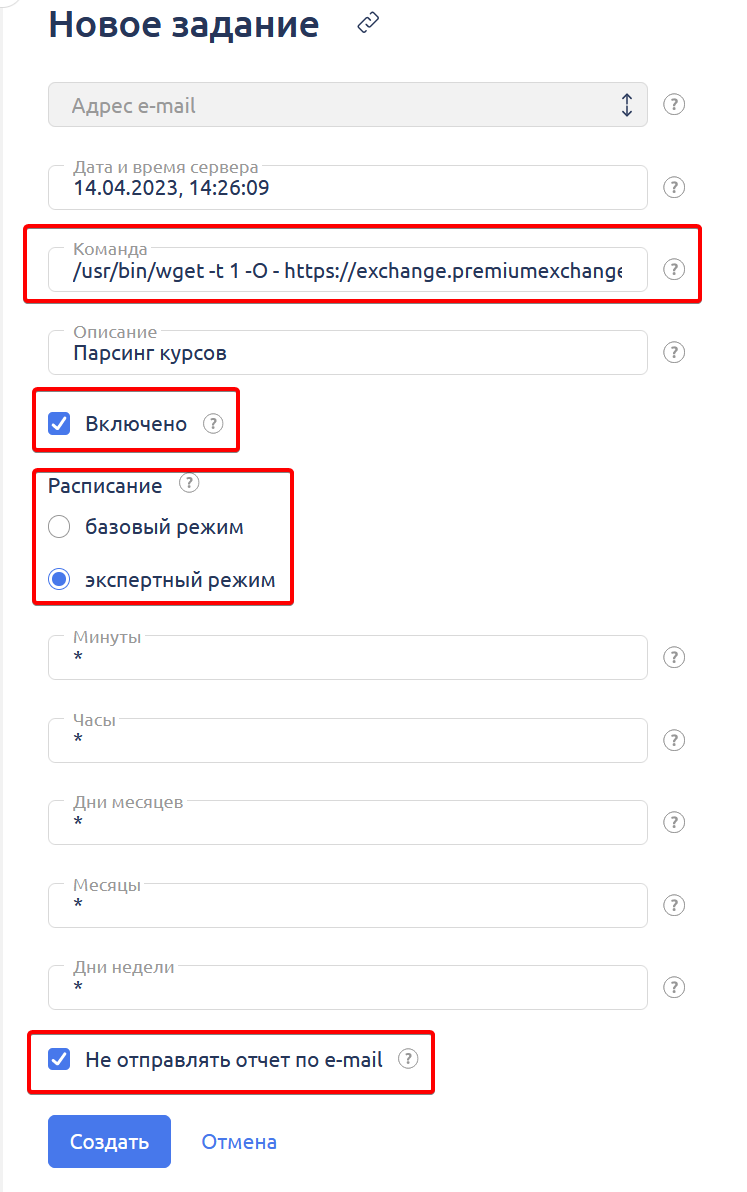 Новое задание
Адрес e-mail
?
Дата и время сервера
14.04.2023, 14:26:09
?
Команда
/usr/bin/wget -t 1 -O - https://exchange.premiumexchange
?
Описание
Парсинг курсов
?
Включено ?
Расписание ?
базовый режим
экспертный режим
Минуты
*
?
Часы
*
?
Дни месяцев
*
?
Месяцы
*
?
Дни недели
*
?
Не отправлять отчет по e-mail ?
Создать Отмена